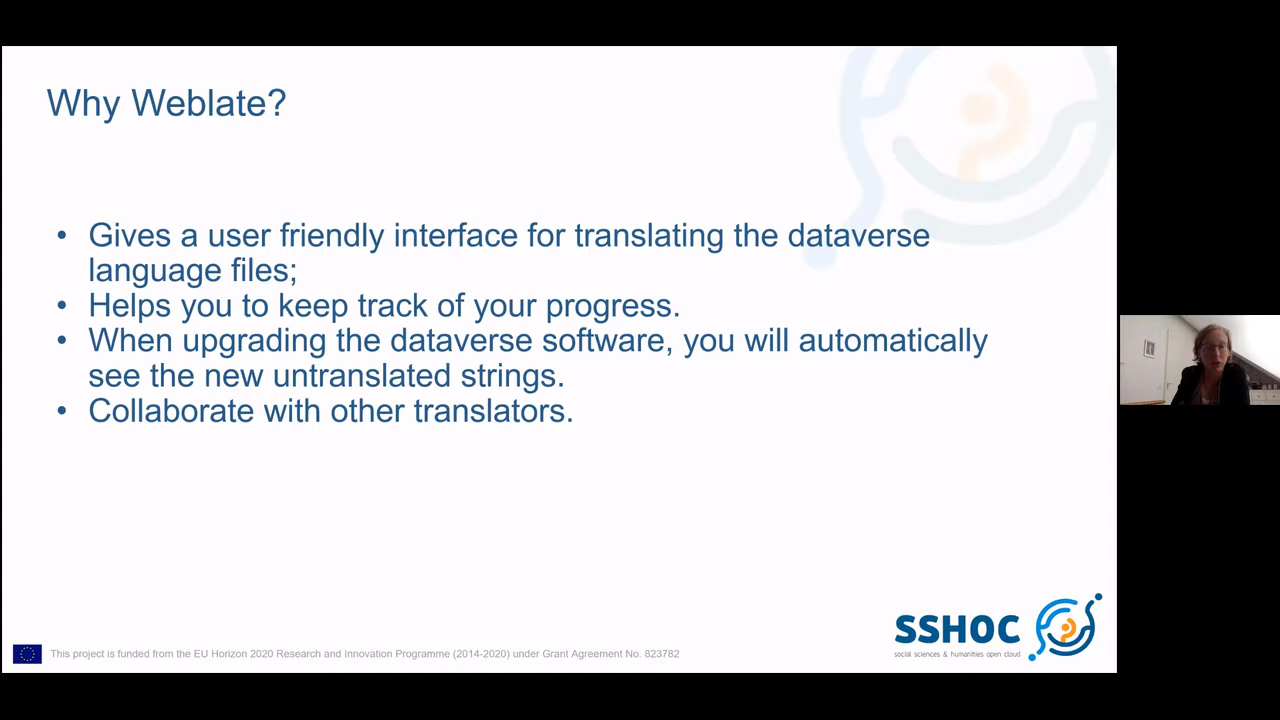 Why Weblate?
• Gives a user friendly interface for translating the dataverse
language files;
• Helps you to keep track of your progress.
• When upgrading the dataverse software, you will automatically
see the new untranslated strings.
• Collaborate with other translators.
SSHOC
social sciences & humanities open cloud
This project is funded from the EU Horizon 2020 Research and Innovation Programme (2014-2020) under Grant Agreement No. 823782